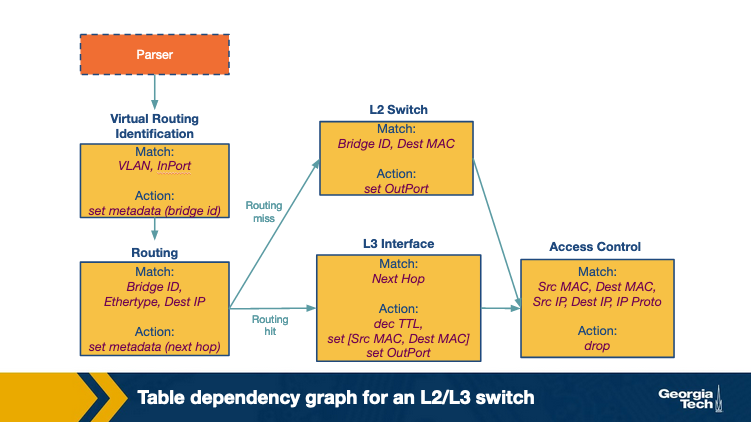 Parser
Virtual Routing
Identification
Match:
VLAN, InPort
Action:
set metadata (bridge id)
Routing
Match:
Bridge ID,
Ethertype, Dest IP
Action:
set metadata (next hop)
Routing
miss
Routing
hit
L2 Switch
Match:
Bridge ID, Dest MAC
Action:
set OutPort
L3 Interface
Match:
Next Hop
Action:
dec TTL,
set [Src MAC, Dest MAC]
set OutPort
Access Control
Match:
Src MAC, Dest MAC,
Src IP, Dest IP, IP Proto
Action:
drop
Table dependency graph for an L2/L3 switch
Georgia
Tech